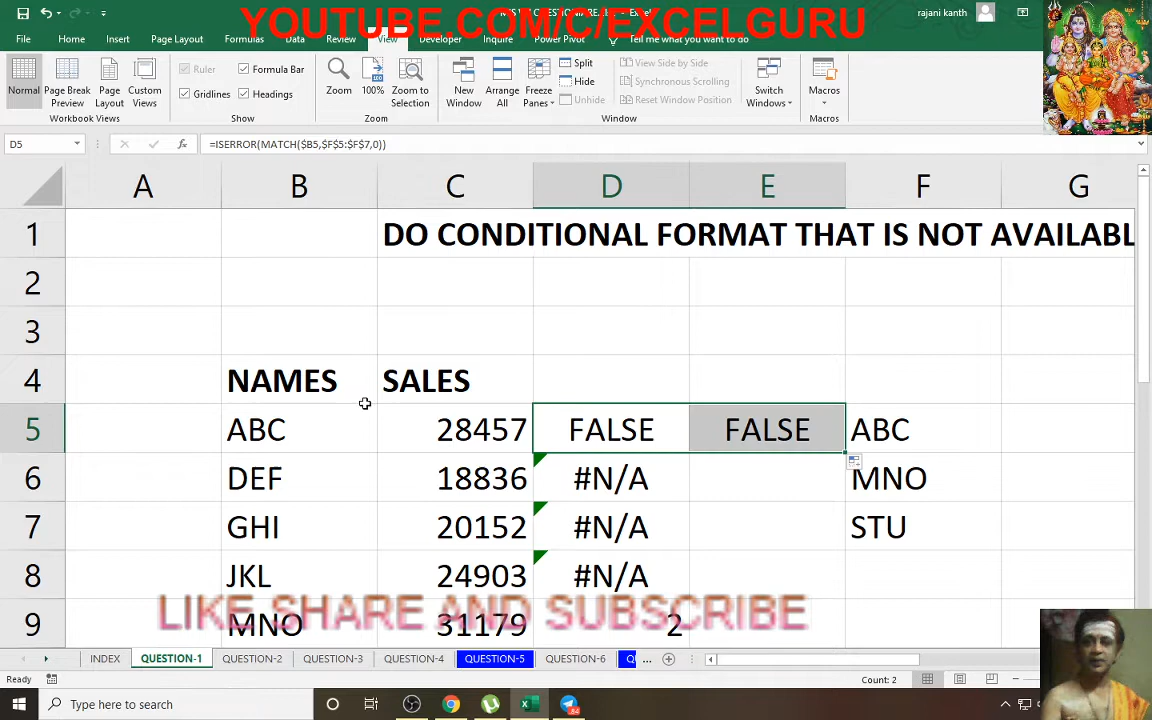 YOUTUBE.COM/C/EXCELGURU
rajani kanth
File Home Insert Page Layout Formulas Data Review View Developer Inquire Power Pivot Tell me what you want to do
Normal
Page Break Preview
Page Layout
Custom Views
Ruler
Formula Bar
Gridlines
Headings
Zoom
100%
Zoom to Selection
New Window
Arrange All
Freeze Panes
Split
Hide
Unhide
View Side by Side
Synchronous Scrolling
Reset Window Position
Switch Windows
Macros
Workbook Views Show Zoom Window Macros
D5 fx =ISERROR(MATCH($B5,$F$5:$F$7,0))
A B C D E F G
1 DO CONDITIONAL FORMAT THAT IS NOT AVAILABL
2
3
4 NAMES SALES
5 ABC 28457 FALSE FALSE ABC
6 DEF 18836 #N/A MNO
7 GHI 20152 #N/A STU
8 JKL 24903 #N/A
9 MNO 31179 2
LIKE SHARE AND SUBSCRIBE
INDEX QUESTION-1 QUESTION-2 QUESTION-3 QUESTION-4 QUESTION-5 QUESTION-6 Q ...
Ready Count: 2
Type here to search